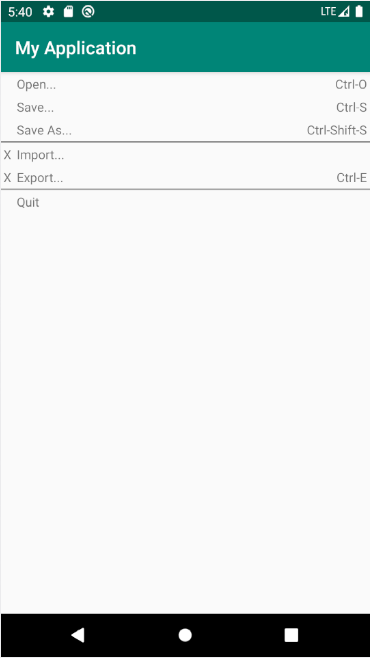 5:40 LTE
My Application
Open... Ctrl-O
Save... Ctrl-S
Save As... Ctrl-Shift-S
X Import...
X Export... Ctrl-E
Quit